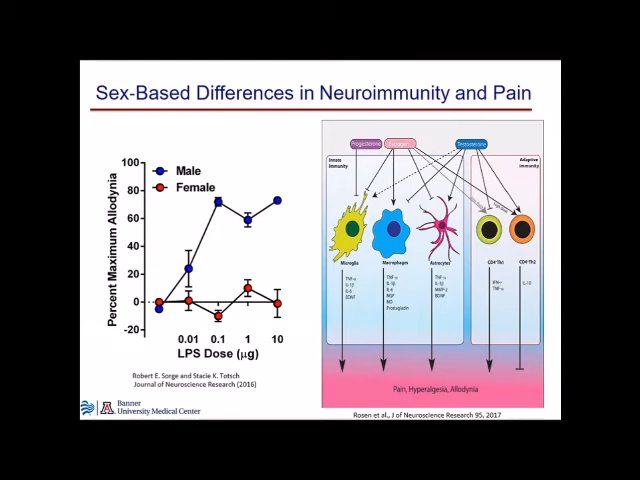 Sex-Based Differences in Neuroimmunity and Pain
Percent Maximum Allodynia
100
80
60
40
20
0
-20
Male
Female
0.01 0.1 1 10
LPS Dose (µg)
Robert E. Sorge and Stacie K. Totsch
Journal of Neuroscience Research (2016)
Banner
University Medical Center
Progesterone Estrogen Testosterone
Innate
Immunity
Adaptive
Immunity
Microglia Macrophages Astrocytes CD4⁺Th1 CD4⁺Th2
TNF-α
IL-1β
IL-6
BDNF
TNF-α
IL-1β
IL-6
NGF
NO
Prostagladin
TNF-α
IL-1β
MMP-2
BDNF
IFN-γ
TNF-α
IL-10
Pain, Hyperalgesia, Allodynia
Rosen et al., J of Neuroscience Research 95, 2017